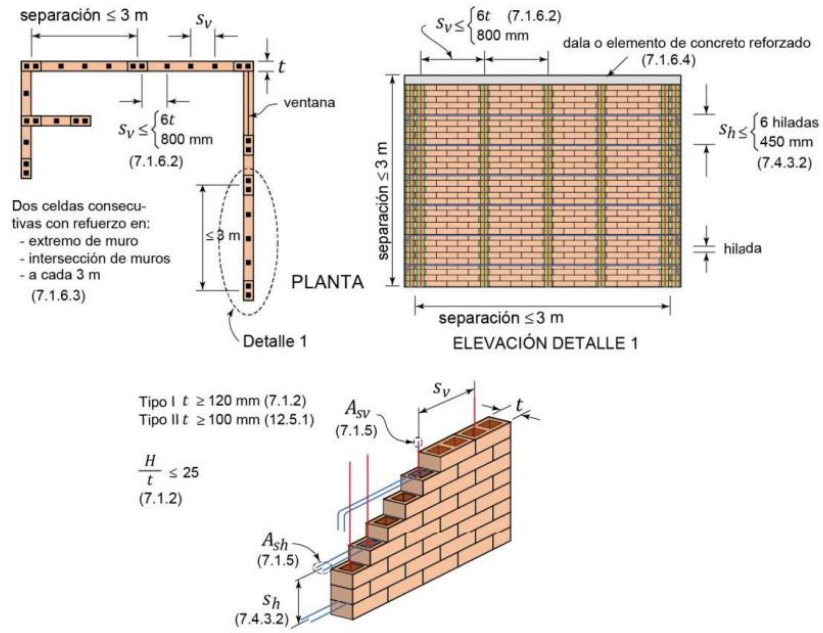 separación ≤ 3 m
s_v
t
ventana
s_v ≤ { 6t
800 mm
(7.1.6.2)
Dos celdas consecu-
tivas con refuerzo en:
- extremo de muro
- intersección de muros
- a cada 3 m
(7.1.6.3)
≤ 3 m
PLANTA
Detalle 1
s_v ≤ { 6t (7.1.6.2)
800 mm
dala o elemento de concreto reforzado
(7.1.6.4)
separación ≤ 3 m
s_h ≤ { 6 hiladas
450 mm
(7.4.3.2)
hilada
separación ≤ 3 m
ELEVACIÓN DETALLE 1
Tipo I t ≥ 120 mm (7.1.2)
Tipo II t ≥ 100 mm (12.5.1)
H/t ≤ 25
(7.1.2)
A_sv
(7.1.5)
s_v
t
A_sh
(7.1.5)
s_h
(7.4.3.2)